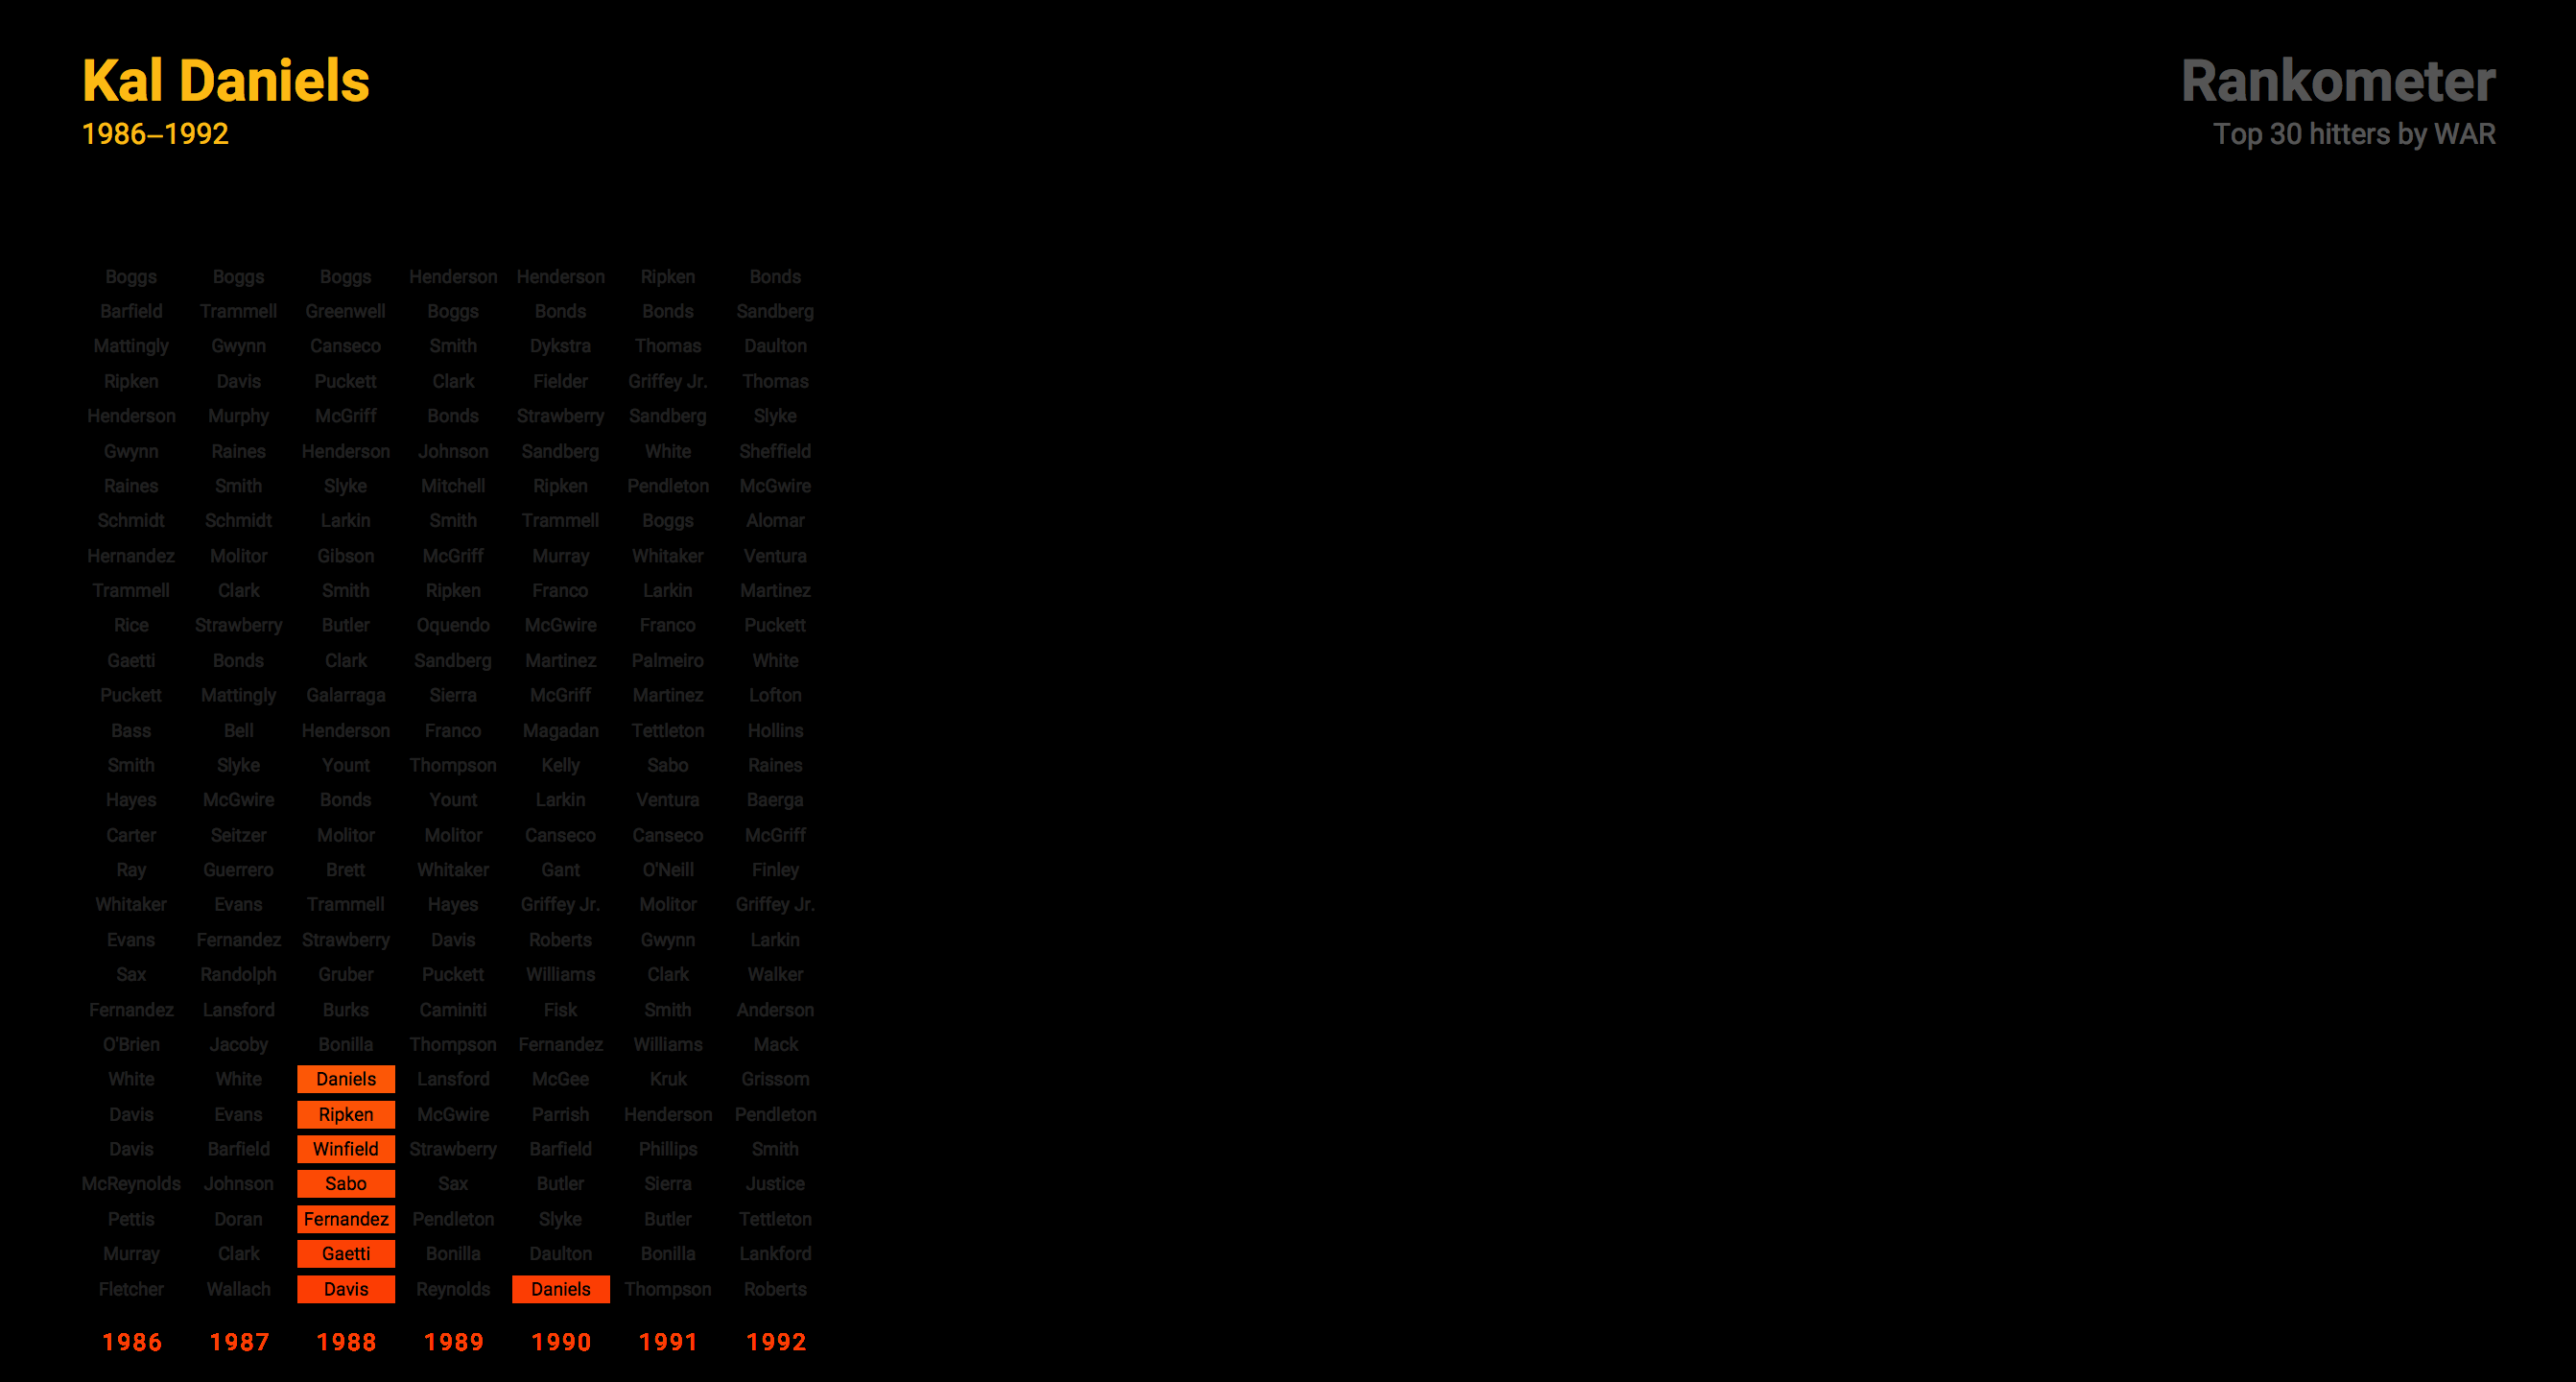 Kal Daniels
1986–1992
Rankometer
Top 30 hitters by WAR
Boggs Boggs Boggs Henderson Henderson Ripken Bonds
Barfield Trammell Greenwell Boggs Bonds Bonds Sandberg
Mattingly Gwynn Canseco Smith Dykstra Thomas Daulton
Ripken Davis Puckett Clark Fielder Griffey Jr. Thomas
Henderson Murphy McGriff Bonds Strawberry Sandberg Slyke
Gwynn Raines Henderson Johnson Sandberg White Sheffield
Raines Smith Slyke Mitchell Ripken Pendleton McGwire
Schmidt Schmidt Larkin Smith Trammell Boggs Alomar
Hernandez Molitor Gibson McGriff Murray Whitaker Ventura
Trammell Clark Smith Ripken Franco Larkin Martinez
Rice Strawberry Butler Oquendo McGwire Franco Puckett
Gaetti Bonds Clark Sandberg Martinez Palmeiro White
Puckett Mattingly Galarraga Sierra McGriff Martinez Lofton
Bass Bell Henderson Franco Magadan Tettleton Hollins
Smith Slyke Yount Thompson Kelly Sabo Raines
Hayes McGwire Bonds Yount Larkin Ventura Baerga
Carter Seitzer Molitor Molitor Canseco Canseco McGriff
Ray Guerrero Brett Whitaker Gant O'Neill Finley
Whitaker Evans Trammell Hayes Griffey Jr. Molitor Griffey Jr.
Evans Fernandez Strawberry Davis Roberts Gwynn Larkin
Sax Randolph Gruber Puckett Williams Clark Walker
Fernandez Lansford Burks Caminiti Fisk Smith Anderson
O'Brien Jacoby Bonilla Thompson Fernandez Williams Mack
White White Daniels Lansford McGee Kruk Grissom
Davis Evans Ripken McGwire Parrish Henderson Pendleton
Davis Barfield Winfield Strawberry Barfield Phillips Smith
McReynolds Johnson Sabo Sax Butler Sierra Justice
Pettis Doran Fernandez Pendleton Slyke Butler Tettleton
Murray Clark Gaetti Bonilla Daulton Bonilla Lankford
Fletcher Wallach Davis Reynolds Daniels Thompson Roberts
1986 1987 1988 1989 1990 1991 1992